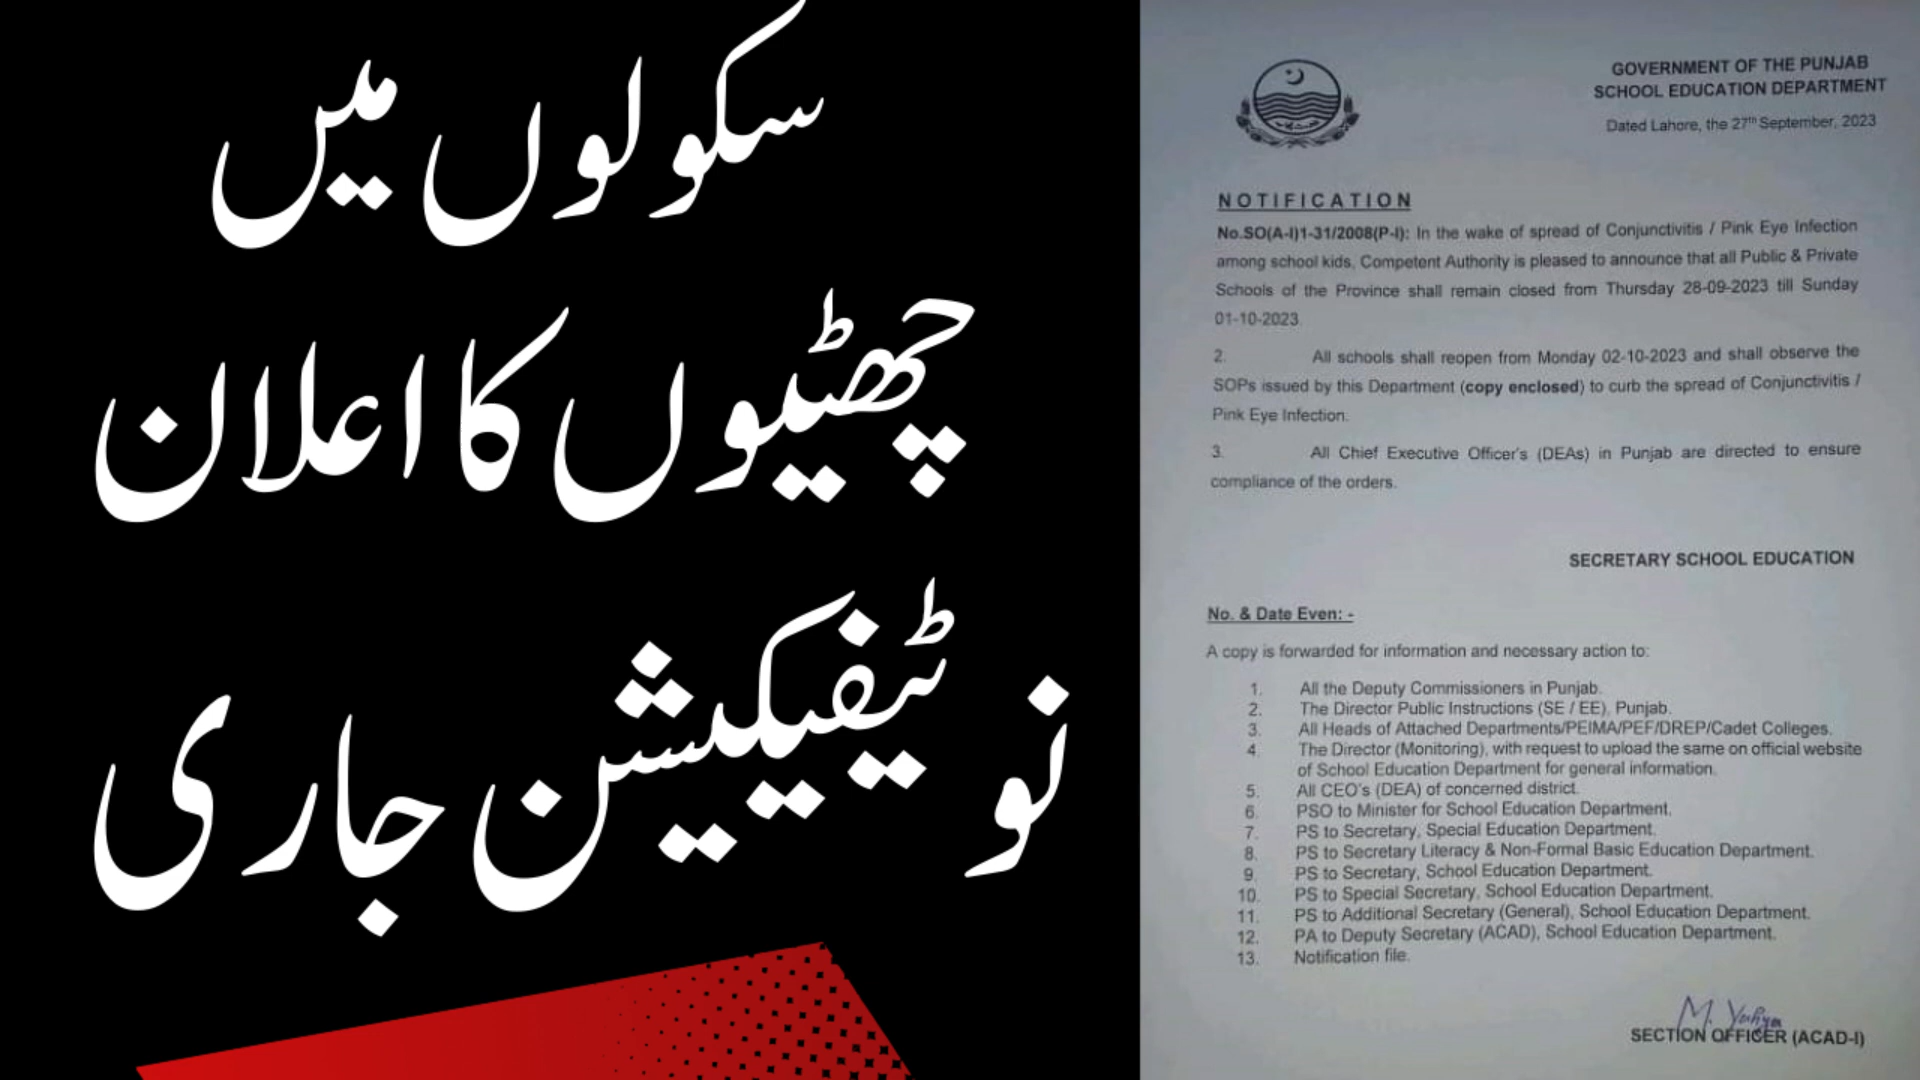 سکولوں میں
چھٹیوں کا اعلان
نوٹیفیکیشن جاری
GOVERNMENT OF THE PUNJAB
SCHOOL EDUCATION DEPARTMENT
Dated Lahore, the 27th September, 2023
NOTIFICATION
No.SO(A-I)1-31/2008(P-I): In the wake of spread of Conjunctivitis / Pink Eye Infection
among school kids, Competent Authority is pleased to announce that all Public & Private
Schools of the Province shall remain closed from Thursday 28-09-2023 till Sunday
01-10-2023.
2. All schools shall reopen from Monday 02-10-2023 and shall observe the
SOPs issued by this Department (copy enclosed) to curb the spread of Conjunctivitis /
Pink Eye Infection.
3. All Chief Executive Officer's (DEAs) in Punjab are directed to ensure
compliance of the orders.
SECRETARY SCHOOL EDUCATION
No. & Date Even: -
A copy is forwarded for information and necessary action to:
1. All the Deputy Commissioners in Punjab.
2. The Director Public Instructions (SE / EE), Punjab.
3. All Heads of Attached Departments/PEIMA/PEF/DREP/Cadet Colleges.
4. The Director (Monitoring), with request to upload the same on official website
of School Education Department for general information.
5. All CEO's (DEA) of concerned district.
6. PSO to Minister for School Education Department.
7. PS to Secretary, Special Education Department.
8. PS to Secretary Literacy & Non-Formal Basic Education Department.
9. PS to Secretary, School Education Department.
10. PS to Special Secretary, School Education Department.
11. PS to Additional Secretary (General), School Education Department.
12. PA to Deputy Secretary (ACAD), School Education Department.
13. Notification file.
M. Yahya
SECTION OFFICER (ACAD-I)